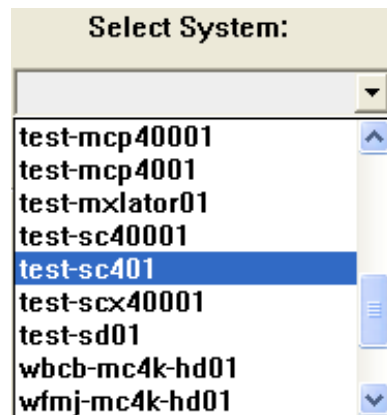 Select System:
test-mcp40001
test-mcp4001
test-mxlator01
test-sc40001
test-sc401
test-scx40001
test-sd01
wbcb-mc4k-hd01
wfmj-mc4k-hd01